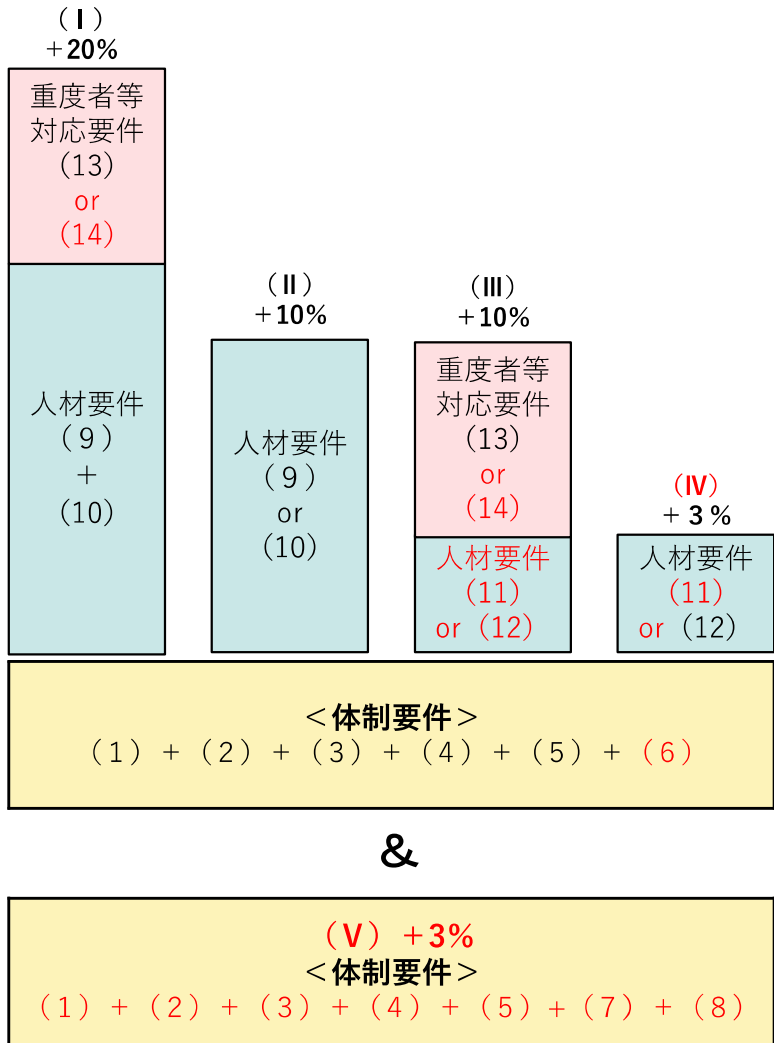 (Ⅰ)
+20%
重度者等
対応要件
(13)
or
(14)
人材要件
(9)
+
(10)
(Ⅱ)
+10%
人材要件
(9)
or
(10)
(Ⅲ)
+10%
重度者等
対応要件
(13)
or
(14)
人材要件
(11)
or (12)
(Ⅳ)
+3%
人材要件
(11)
or (12)
<体制要件>
(1) + (2) + (3) + (4) + (5) + (6)
&
(Ⅴ) +3%
<体制要件>
(1) + (2) + (3) + (4) + (5) + (7) + (8)